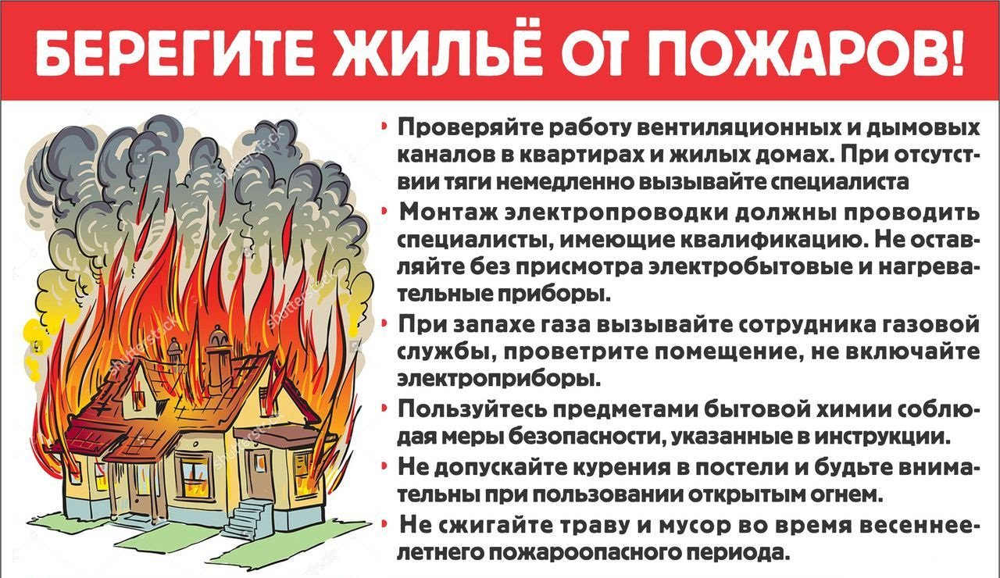 БЕРЕГИТЕ ЖИЛЬЁ ОТ ПОЖАРОВ!
Проверяйте работу вентиляционных и дымовых
каналов в квартирах и жилых домах. При отсутст-
вии тяги немедленно вызывайте специалиста
Монтаж электропроводки должны проводить
специалисты, имеющие квалификацию. Не остав-
ляйте без присмотра электробытовые и нагрева-
тельные приборы.
При запахе газа вызывайте сотрудника газовой
службы, проветрите помещение, не включайте
электроприборы.
Пользуйтесь предметами бытовой химии соблю-
дая меры безопасности, указанные в инструкции.
Не допускайте курения в постели и будьте внима-
тельны при пользовании открытым огнем.
Не сжигайте траву и мусор во время весеннее-
летнего пожароопасного периода.
shutterstock
shutterstock
shutterstock
shutterstock